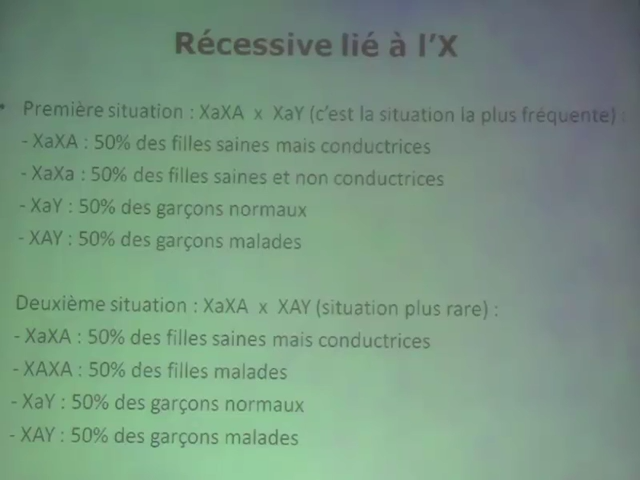 Récessive lié à l'X
• Première situation : XaXA x XaY (c'est la situation la plus fréquente) :
- XaXA : 50% des filles saines mais conductrices
- XaXa : 50% des filles saines et non conductrices
- XaY : 50% des garçons normaux
- XAY : 50% des garçons malades
Deuxième situation : XaXA x XAY (situation plus rare) :
- XaXA : 50% des filles saines mais conductrices
- XAXA : 50% des filles malades
- XaY : 50% des garçons normaux
- XAY : 50% des garçons malades